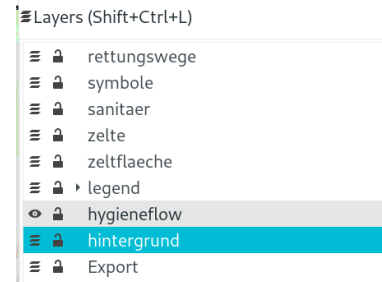 Layers (Shift+Ctrl+L)
rettungswege
symbole
sanitaer
zelte
zeltflaeche
legend
hygieneflow
hintergrund
Export